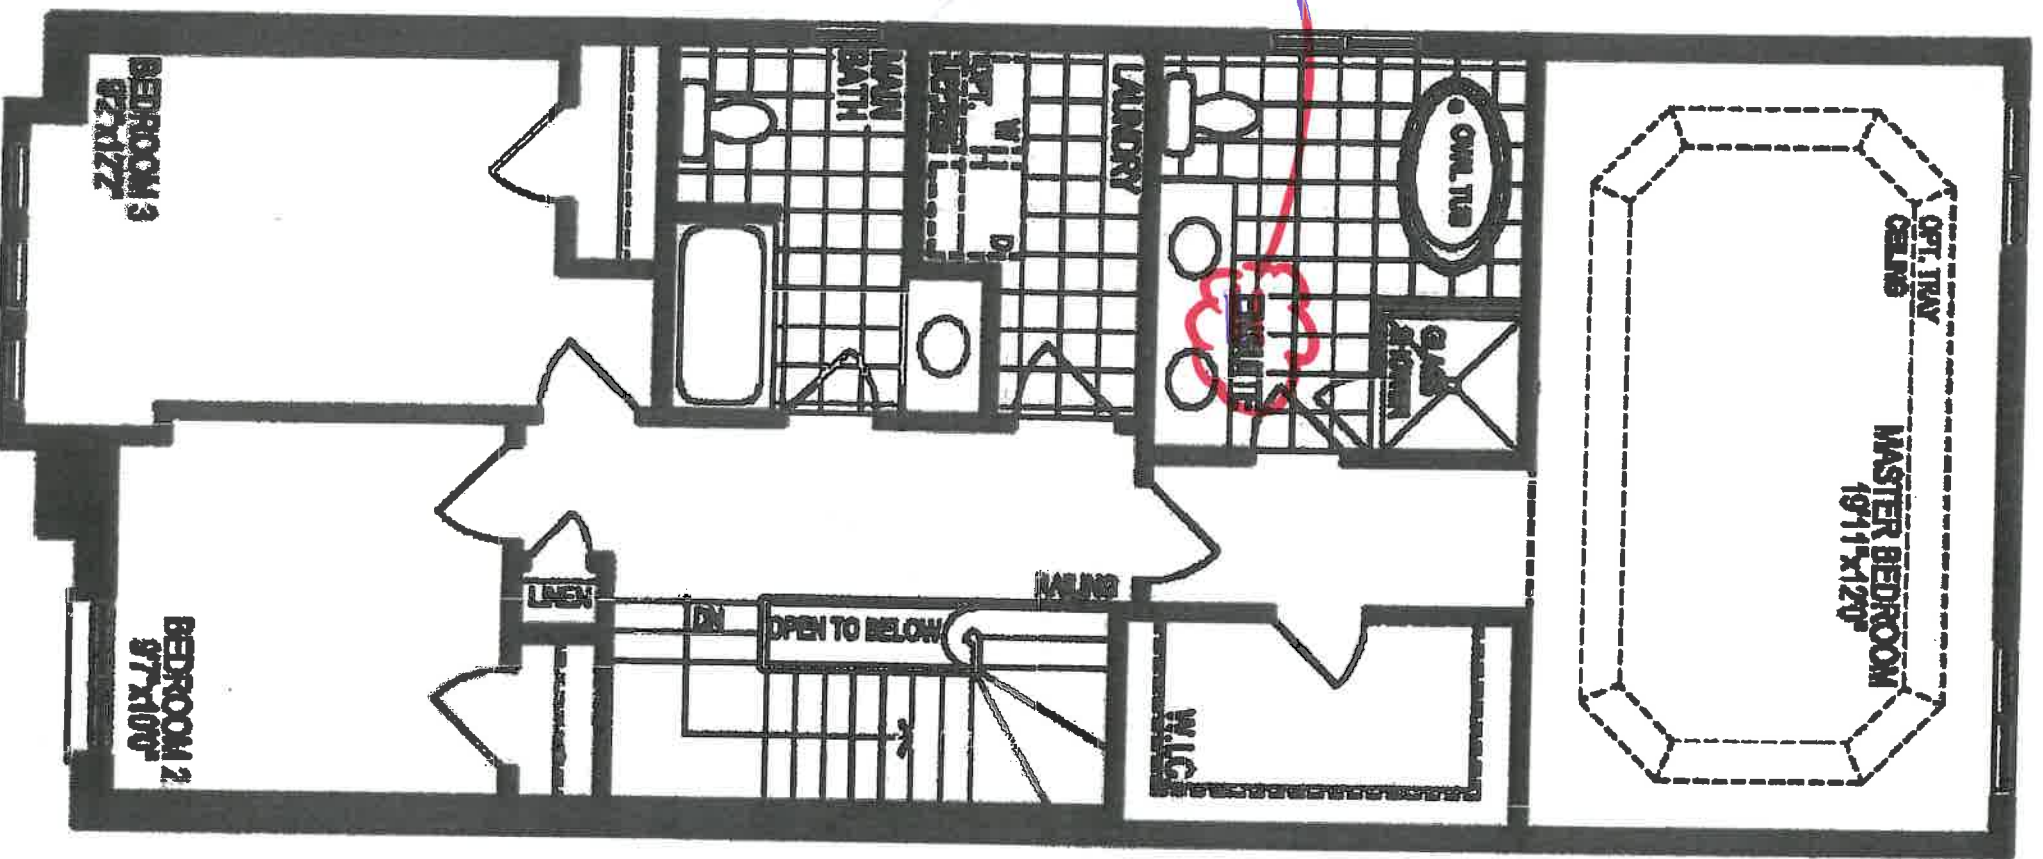 BEDROOM 3
9'2"x12'2"
MAIN
BATH
OPT.
W
D
LAUNDRY
OVAL TUB
ENSUITE
GLASS
SHOWER
OPT. TRAY
CEILING
MASTER BEDROOM
19'11"x12'0"
LINEN
DN
OPEN TO BELOW
RAILING
W.I.C.
BEDROOM 2
9'7"x10'0"